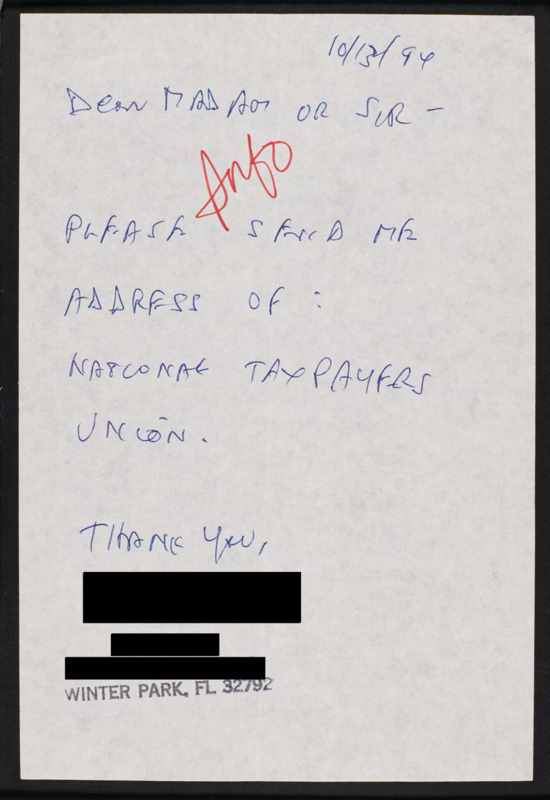 10/13/94
Dear MADAM OR SIR -
Info
PLEASE SEND ME
ADDRESS OF :
NATIONAL TAXPAYERS
UNION.
THANK YOU,
WINTER PARK, FL 32792